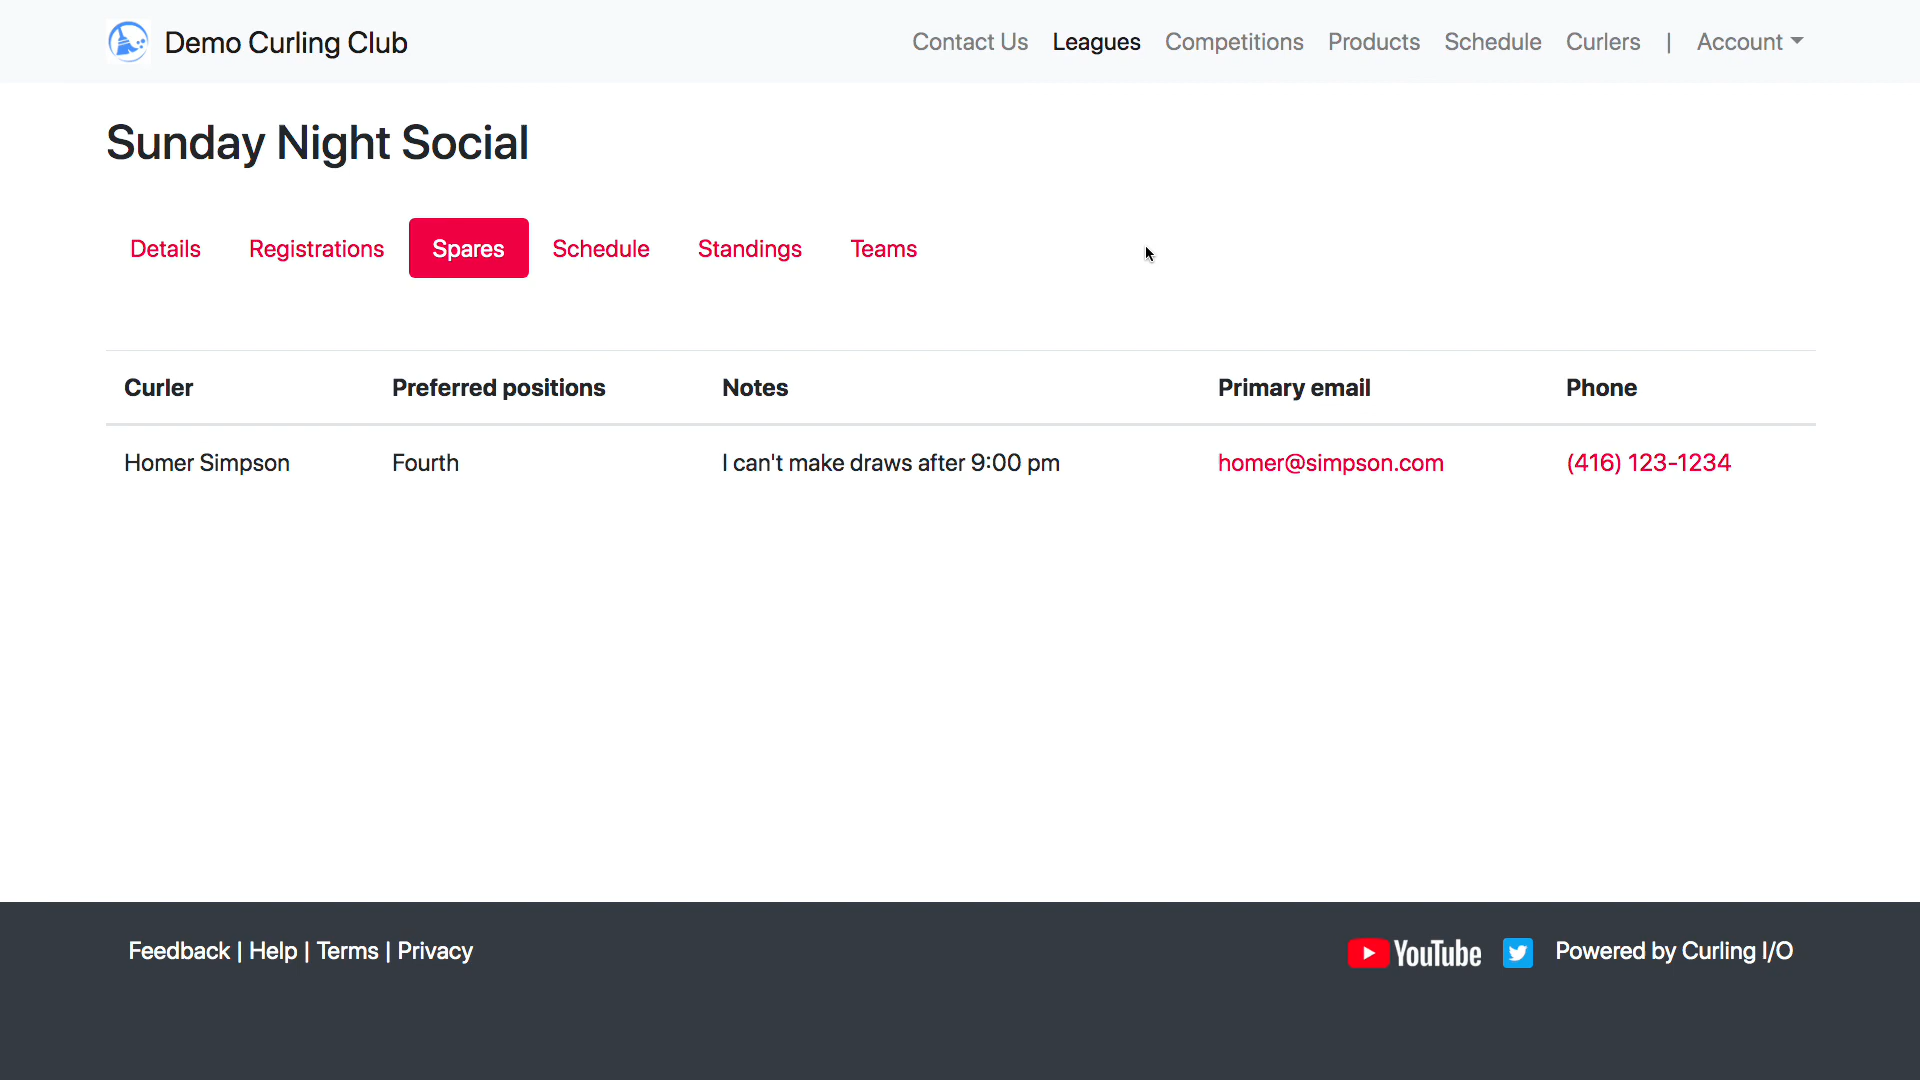 Demo Curling Club
Contact Us Leagues Competitions Products Schedule Curlers | Account
Sunday Night Social
Details Registrations Spares Schedule Standings Teams
Curler Preferred positions Notes Primary email Phone
Homer Simpson Fourth I can't make draws after 9:00 pm homer@simpson.com (416) 123-1234
Feedback | Help | Terms | Privacy YouTube Powered by Curling I/O